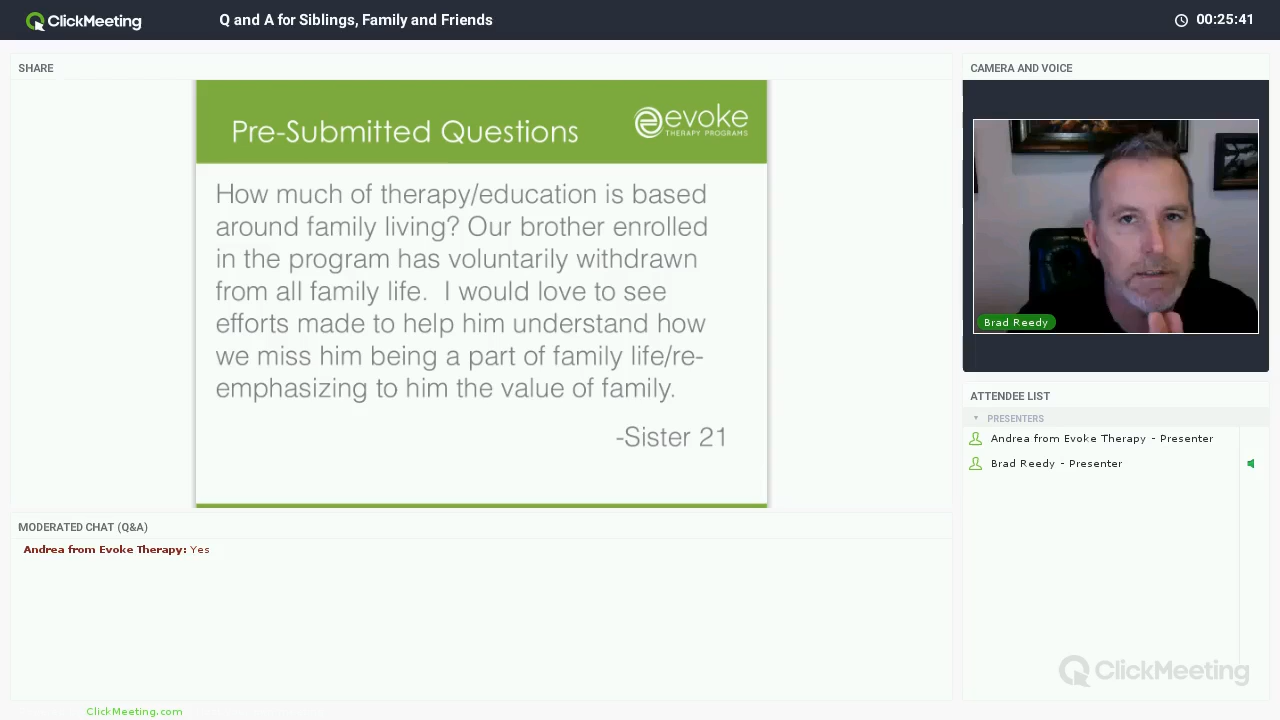 ClickMeeting
Q and A for Siblings, Family and Friends
00:25:41
SHARE
Pre-Submitted Questions
evoke
THERAPY PROGRAMS
How much of therapy/education is based
around family living? Our brother enrolled
in the program has voluntarily withdrawn
from all family life.  I would love to see
efforts made to help him understand how
we miss him being a part of family life/re-
emphasizing to him the value of family.
-Sister 21
MODERATED CHAT (Q&A)
Andrea from Evoke Therapy: Yes
ClickMeeting.com
CAMERA AND VOICE
Brad Reedy
ATTENDEE LIST
PRESENTERS
Andrea from Evoke Therapy - Presenter
Brad Reedy - Presenter
ClickMeeting